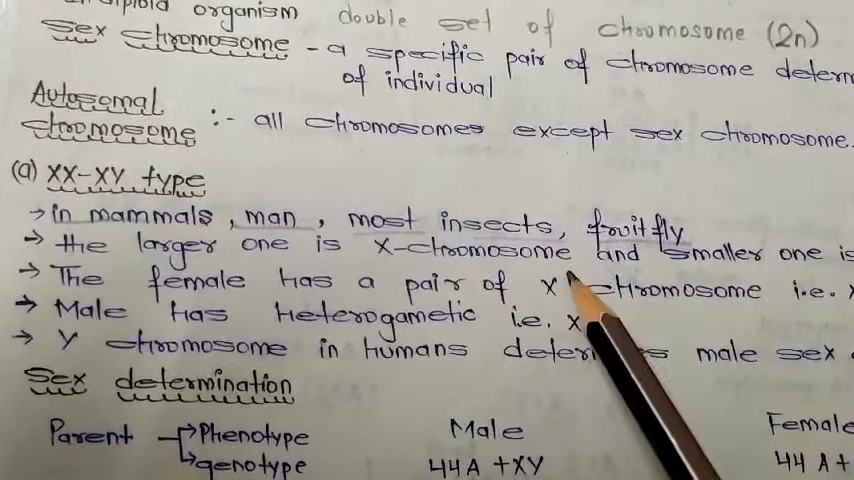 diploid organism double set of chromosome (2n)
Sex chromosome - a specific pair of chromosome
of individual
Autosomal
chromosome :- all chromosomes except sex chromosome.
(a) XX-XY type
→ in mammals, man, most insects, fruitfly
→ the larger one is X-chromosome and smaller one is
→ The female has a pair of X chromosome i.e.
→ Male has Heterogametic i.e. X
→ Y chromosome in humans male sex
Sex determination
Parent → Phenotype Male Female
→ genotype 44A + XY 44 A +